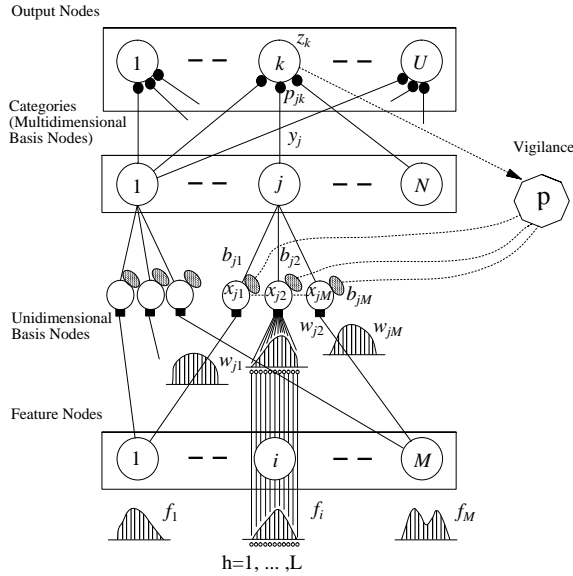 Output Nodes
z_k
1 – – k – – U
p_jk
Categories
(Multidimensional
Basis Nodes)
y_j
Vigilance
1 – – j – – N
p
b_j1 b_j2
x_j1 x_j2 x_jM b_jM
Unidimensional
Basis Nodes
w_j2
w_j1 w_jM
Feature Nodes
1 – – i – – M
f_1 f_i f_M
h=1, ... ,L